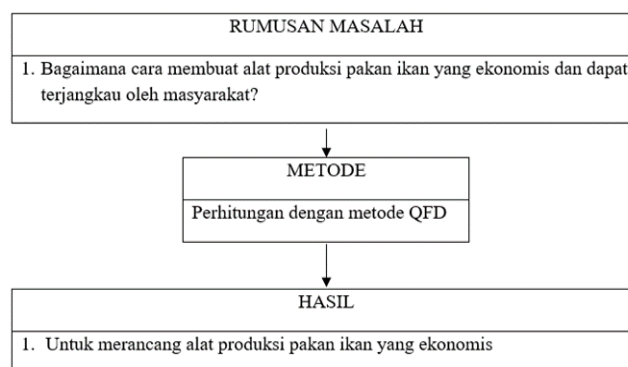 RUMUSAN MASALAH
1. Bagaimana cara membuat alat produksi pakan ikan yang ekonomis dan dapat
terjangkau oleh masyarakat?
METODE
Perhitungan dengan metode QFD
HASIL
1. Untuk merancang alat produksi pakan ikan yang ekonomis